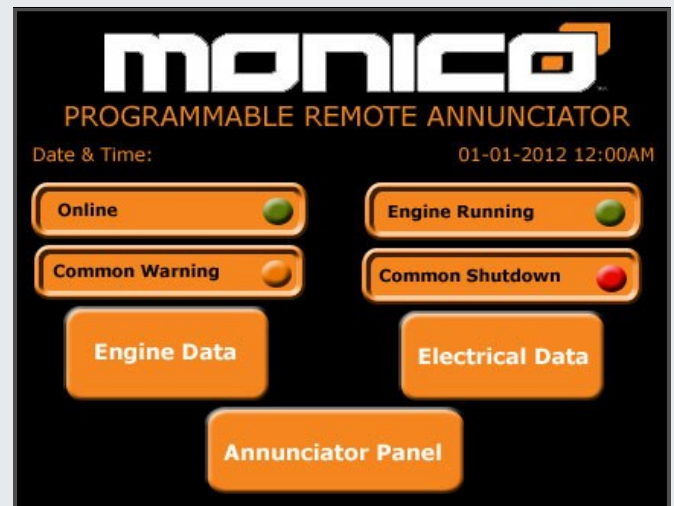 MONICO
PROGRAMMABLE REMOTE ANNUNCIATOR
Date & Time: 01-01-2012 12:00AM
Online Engine Running
Common Warning Common Shutdown
Engine Data Electrical Data
Annunciator Panel